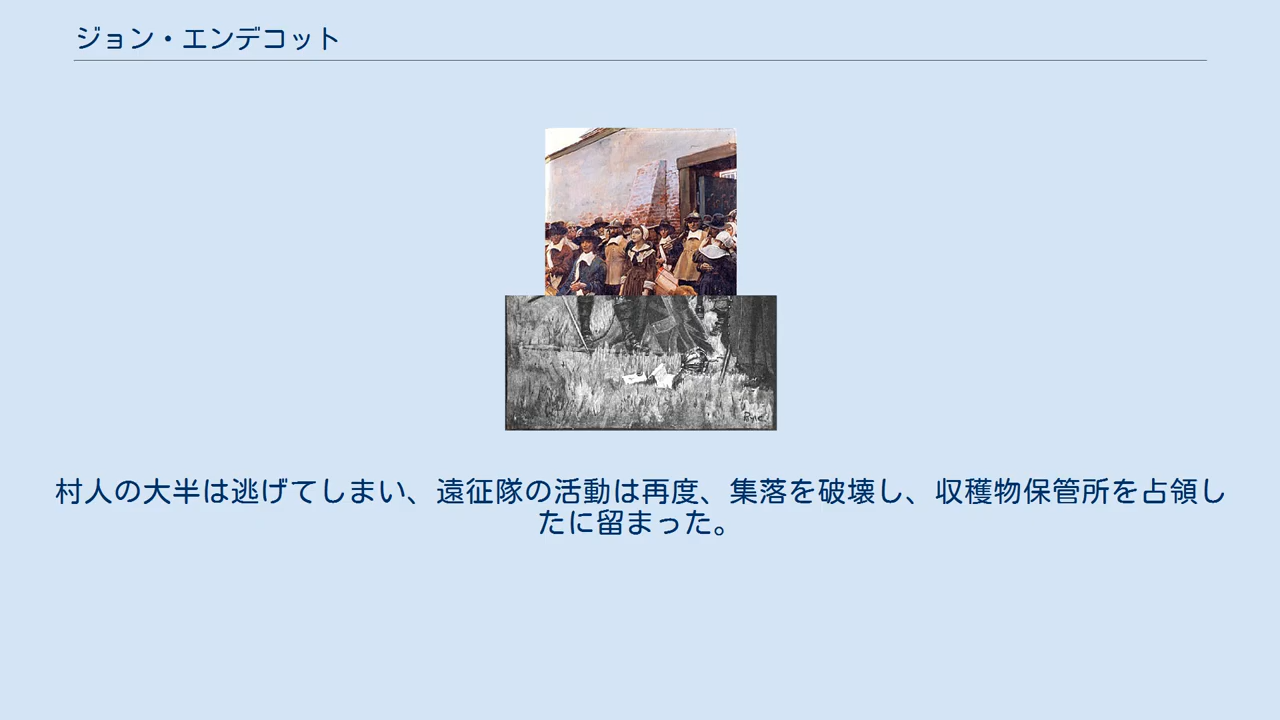 ジョン・エンデコット
Pyle.
村人の大半は逃げてしまい、遠征隊の活動は再度、集落を破壊し、収穫物保管所を占領し
たに留まった。